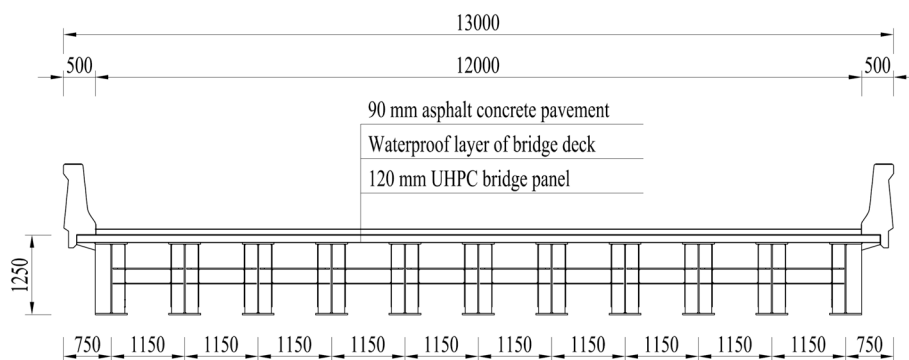 13000
500 12000 500
90 mm asphalt concrete pavement
Waterproof layer of bridge deck
120 mm UHPC bridge panel
1250
750 1150 1150 1150 1150 1150 1150 1150 1150 1150 1150 750